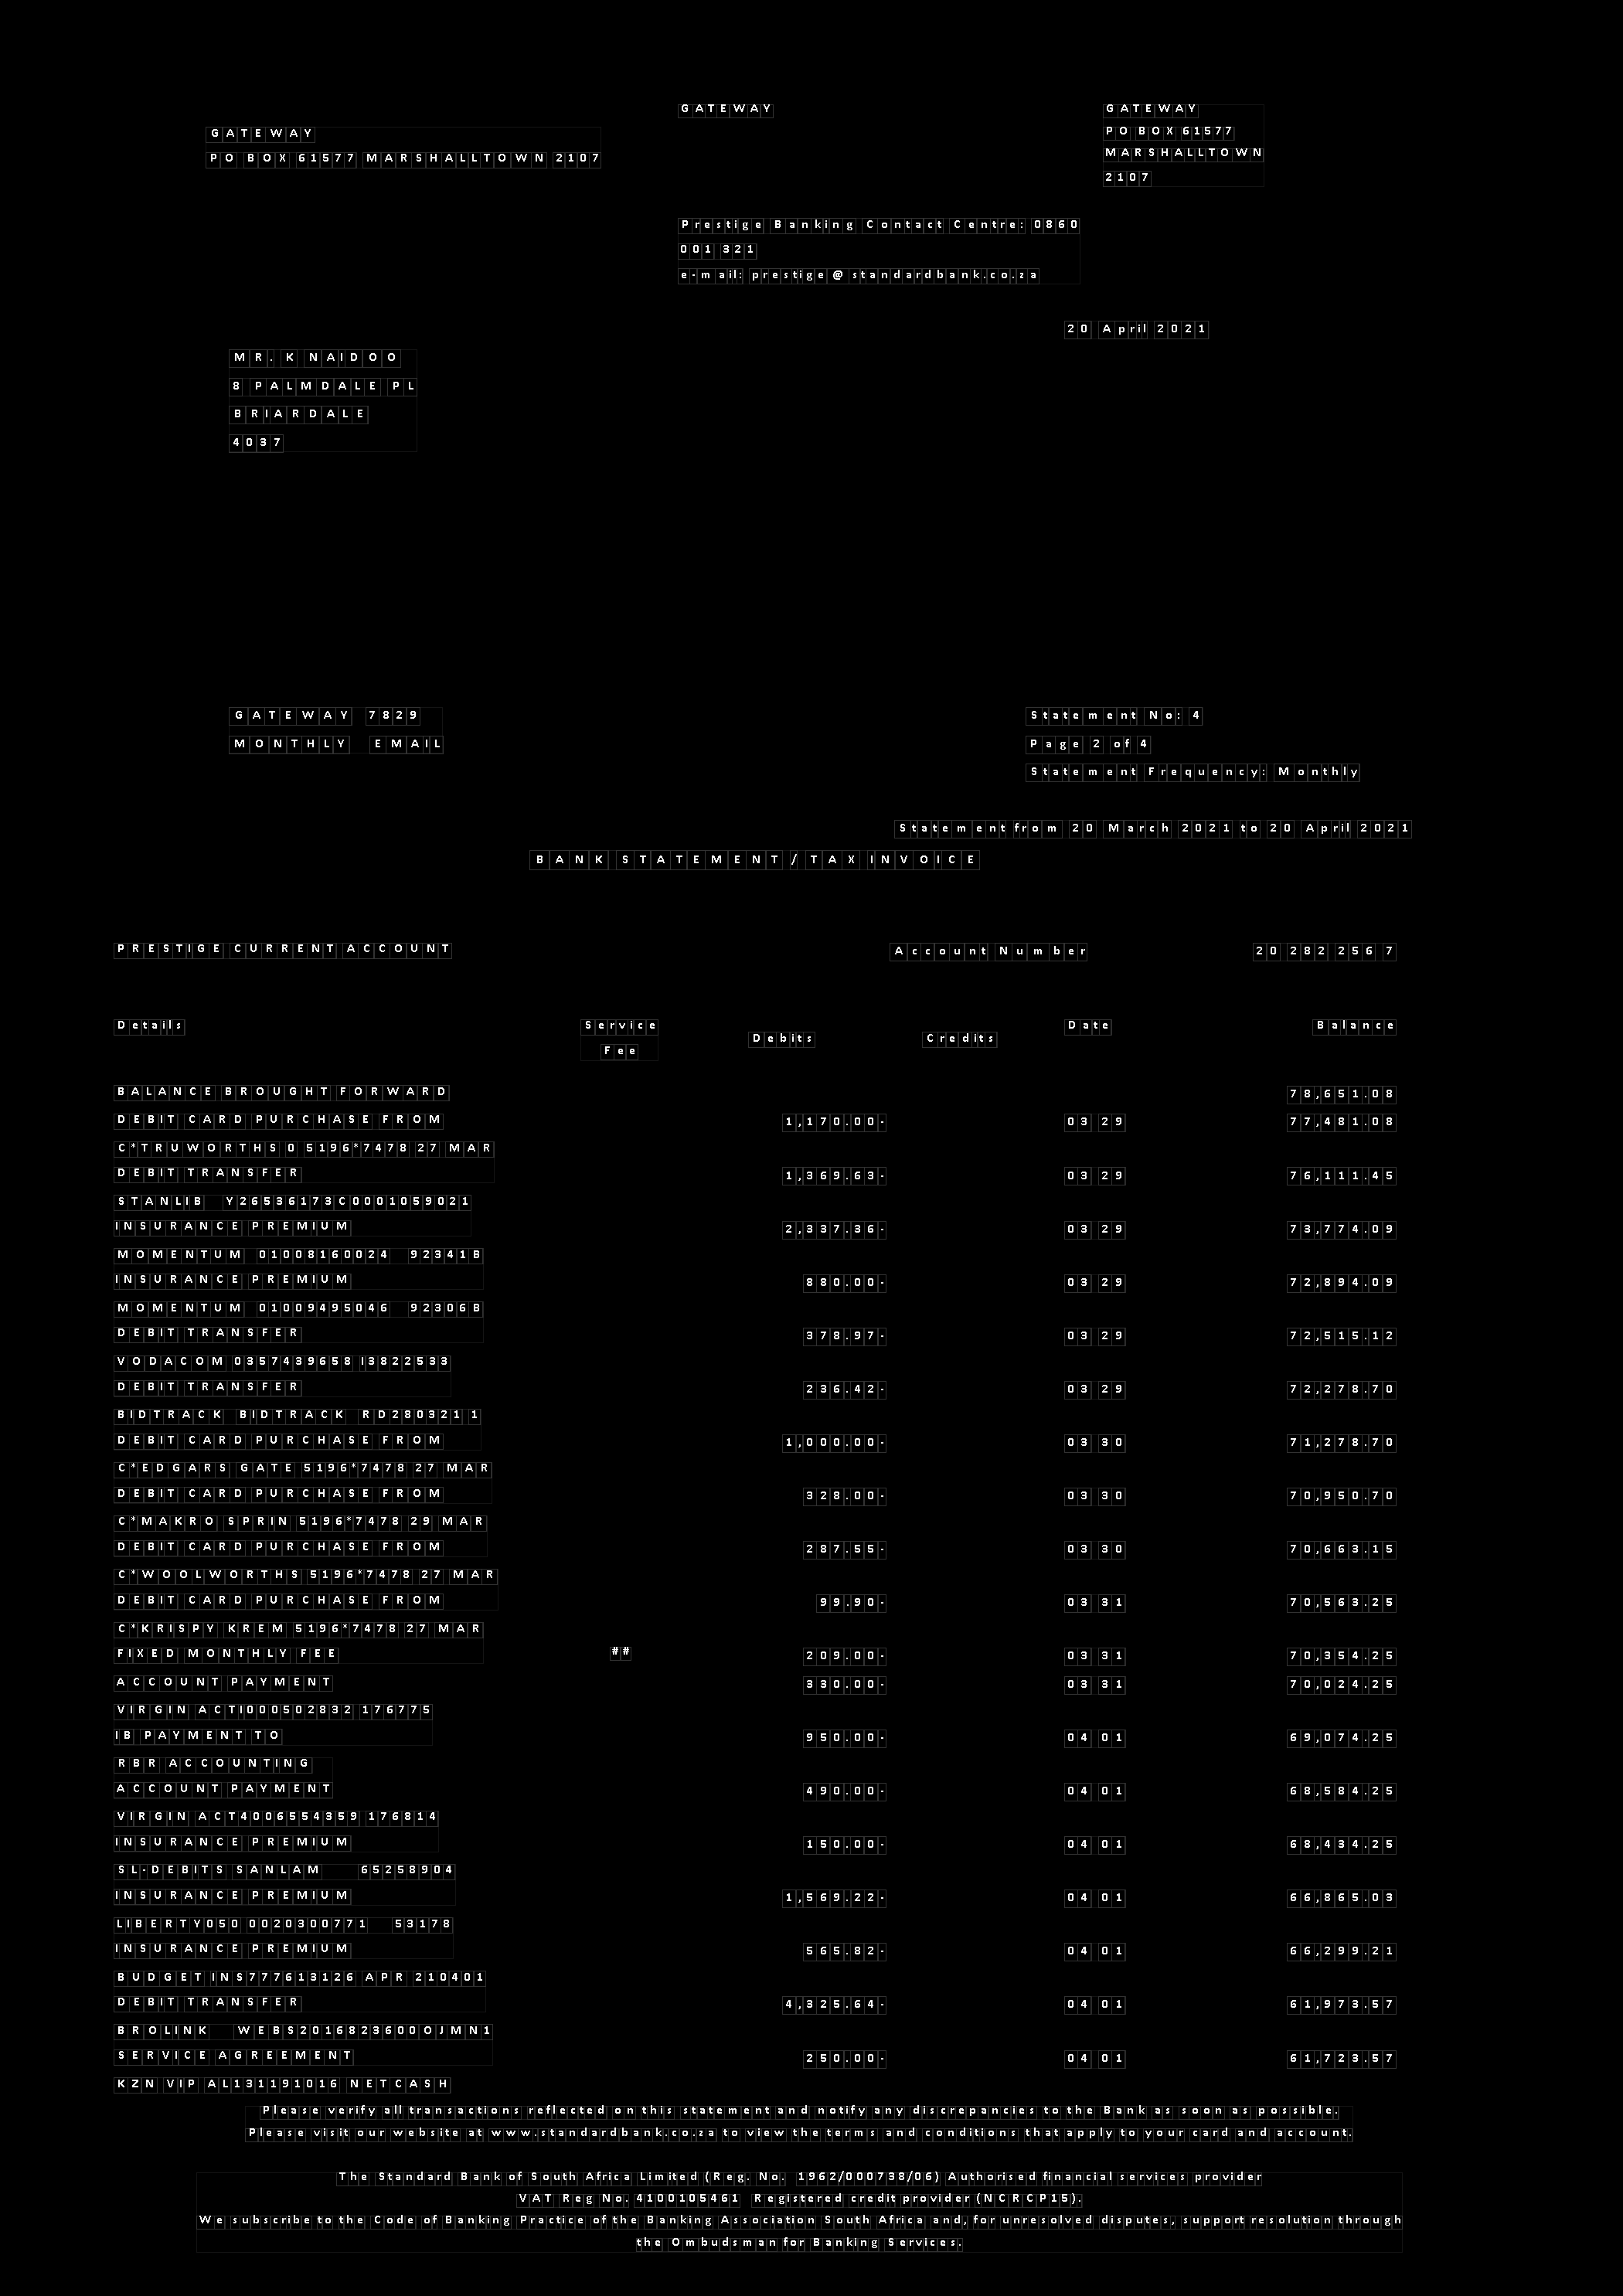 GATEWAY
GATEWAY
GATEWAY
PO BOX 61577 MARSHALLTOWN 2107
PO BOX 61577
MARSHALLTOWN
2107
Prestige Banking Contact Centre: 0860
001 321
e-mail: prestige@standardbank.co.za
20 April 2021
MR. K NAIDOO
8 PALMDALE PL
BRIARDALE
4037
GATEWAY 7829 Statement No: 4
MONTHLY EMAIL Page 2 of 4
Statement Frequency: Monthly
Statement from 20 March 2021 to 20 April 2021
BANK STATEMENT / TAX INVOICE
PRESTIGE CURRENT ACCOUNT Account Number 20 282 256 7
Details Service Fee Debits Credits Date Balance
BALANCE BROUGHT FORWARD 78,651.08
DEBIT CARD PURCHASE FROM 1,170.00- 03 29 77,481.08
C*TRUWORTHS 0 5196*7478 27 MAR
DEBIT TRANSFER 1,369.63- 03 29 76,111.45
STANLIB Y26536173C0001059021
INSURANCE PREMIUM 2,337.36- 03 29 73,774.09
MOMENTUM 01008160024 92341B
INSURANCE PREMIUM 880.00- 03 29 72,894.09
MOMENTUM 01009495046 92306B
DEBIT TRANSFER 378.97- 03 29 72,515.12
VODACOM 0357439658 I3822533
DEBIT TRANSFER 236.42- 03 29 72,278.70
BIDTRACK BIDTRACK RD2803211
DEBIT CARD PURCHASE FROM 1,000.00- 03 30 71,278.70
C*EDGARS GATE 5196*7478 27 MAR
DEBIT CARD PURCHASE FROM 328.00- 03 30 70,950.70
C*MAKRO SPRIN 5196*7478 29 MAR
DEBIT CARD PURCHASE FROM 287.55- 03 30 70,663.15
C*WOOLWORTHS 5196*7478 27 MAR
DEBIT CARD PURCHASE FROM 99.90- 03 31 70,563.25
C*KRISPY KREM 5196*7478 27 MAR
FIXED MONTHLY FEE ## 209.00- 03 31 70,354.25
ACCOUNT PAYMENT 330.00- 03 31 70,024.25
VIRGIN ACTI000502832 176775
IB PAYMENT TO 950.00- 04 01 69,074.25
RBR ACCOUNTING
ACCOUNT PAYMENT 490.00- 04 01 68,584.25
VIRGIN ACT4006554359 176814
INSURANCE PREMIUM 150.00- 04 01 68,434.25
SL-DEBITS SANLAM 65258904
INSURANCE PREMIUM 1,569.22- 04 01 66,865.03
LIBERTY050 0020300771 53178
INSURANCE PREMIUM 565.82- 04 01 66,299.21
BUDGET INS777613126 APR 210401
DEBIT TRANSFER 4,325.64- 04 01 61,973.57
BROLINK WEBS2016823600OJMN1
SERVICE AGREEMENT 250.00- 04 01 61,723.57
KZN VIP AL131191016 NETCASH
Please verify all transactions reflected on this statement and notify any discrepancies to the Bank as soon as possible.
Please visit our website at www.standardbank.co.za to view the terms and conditions that apply to your card and account.
The Standard Bank of South Africa Limited (Reg. No. 1962/000738/06) Authorised financial services provider
VAT Reg No. 4100105461 Registered credit provider (NCRCP15).
We subscribe to the Code of Banking Practice of the Banking Association South Africa and, for unresolved disputes, support resolution through
the Ombudsman for Banking Services.